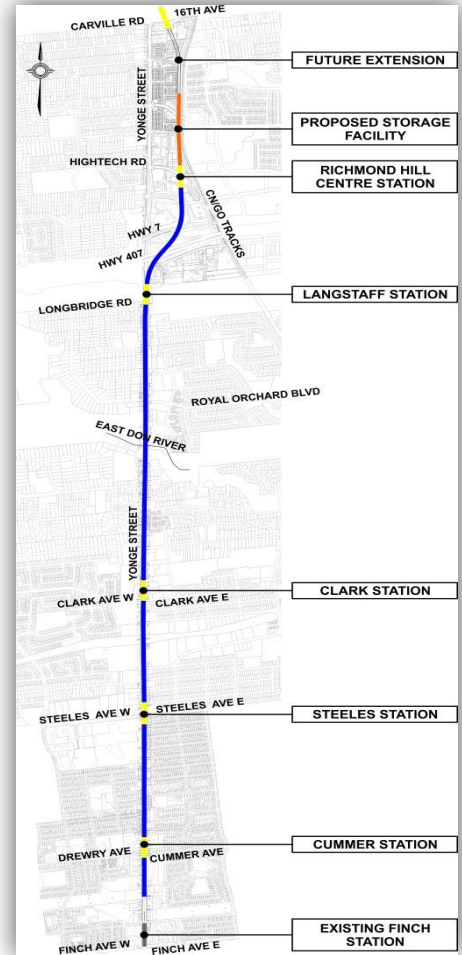 16TH AVE
CARVILLE RD
YONGE STREET
FUTURE EXTENSION
PROPOSED STORAGE
FACILITY
HIGHTECH RD
RICHMOND HILL
CENTRE STATION
CN/GO TRACKS
HWY 7
HWY 407
LANGSTAFF STATION
LONGBRIDGE RD
ROYAL ORCHARD BLVD
EAST DON RIVER
YONGE STREET
CLARK STATION
CLARK AVE W
CLARK AVE E
STEELES AVE E
STEELES AVE W
STEELES STATION
CUMMER STATION
DREWRY AVE
CUMMER AVE
EXISTING FINCH
STATION
FINCH AVE W
FINCH AVE E